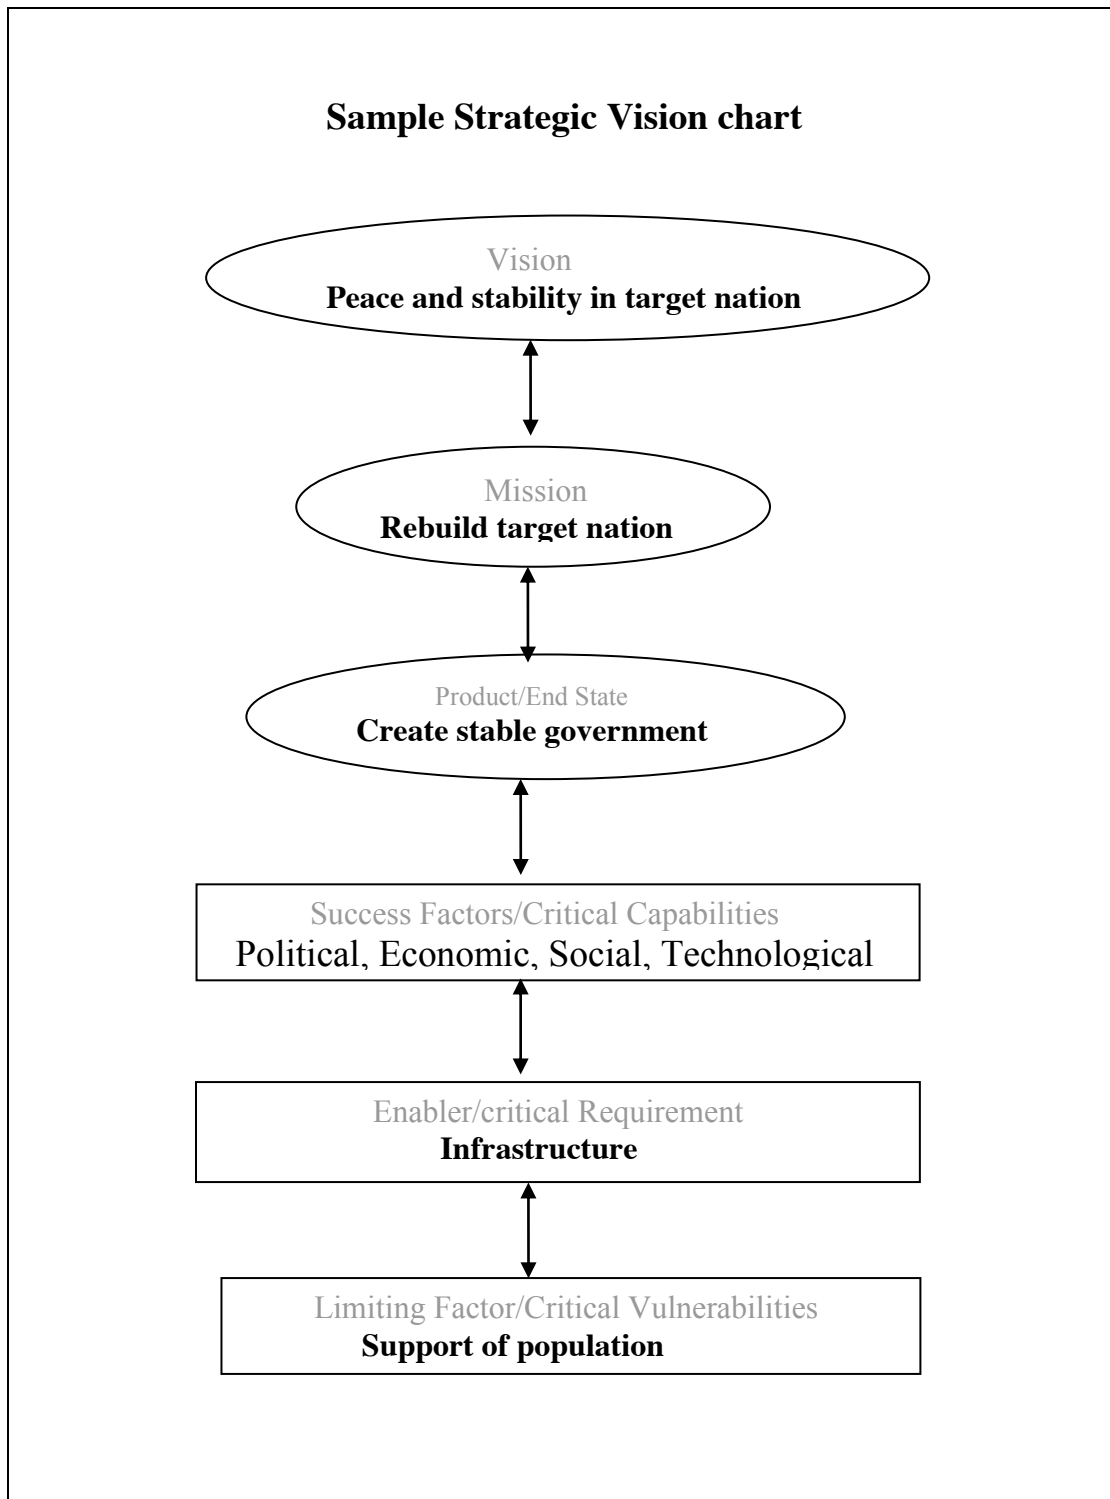 Sample Strategic Vision chart
Vision
Peace and stability in target nation
Mission
Rebuild target nation
Product/End State
Create stable government
Success Factors/Critical Capabilities
Political, Economic, Social, Technological
Enabler/critical Requirement
Infrastructure
Limiting Factor/Critical Vulnerabilities
Support of population